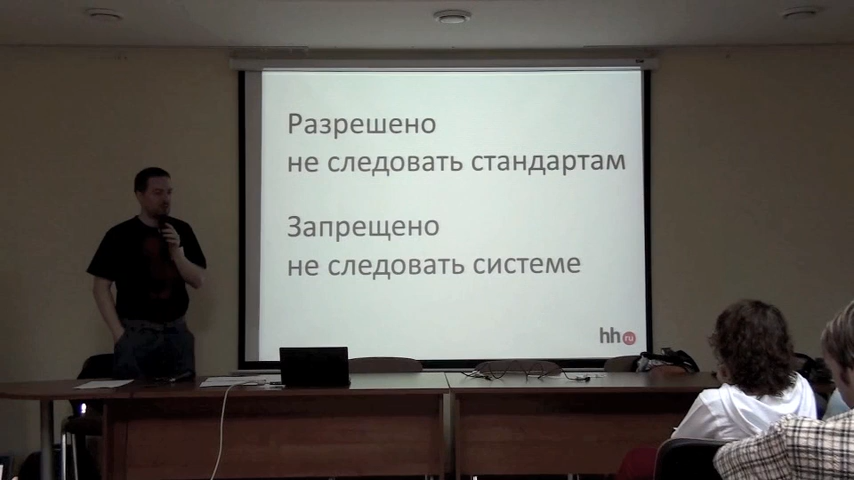 Разрешено
не следовать стандартам
Запрещено
не следовать системе
hh ru